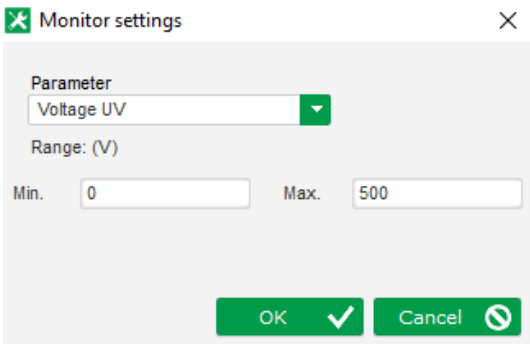 Monitor settings
Parameter
Voltage UV
Range: (V)
Min. 0 Max. 500
OK Cancel